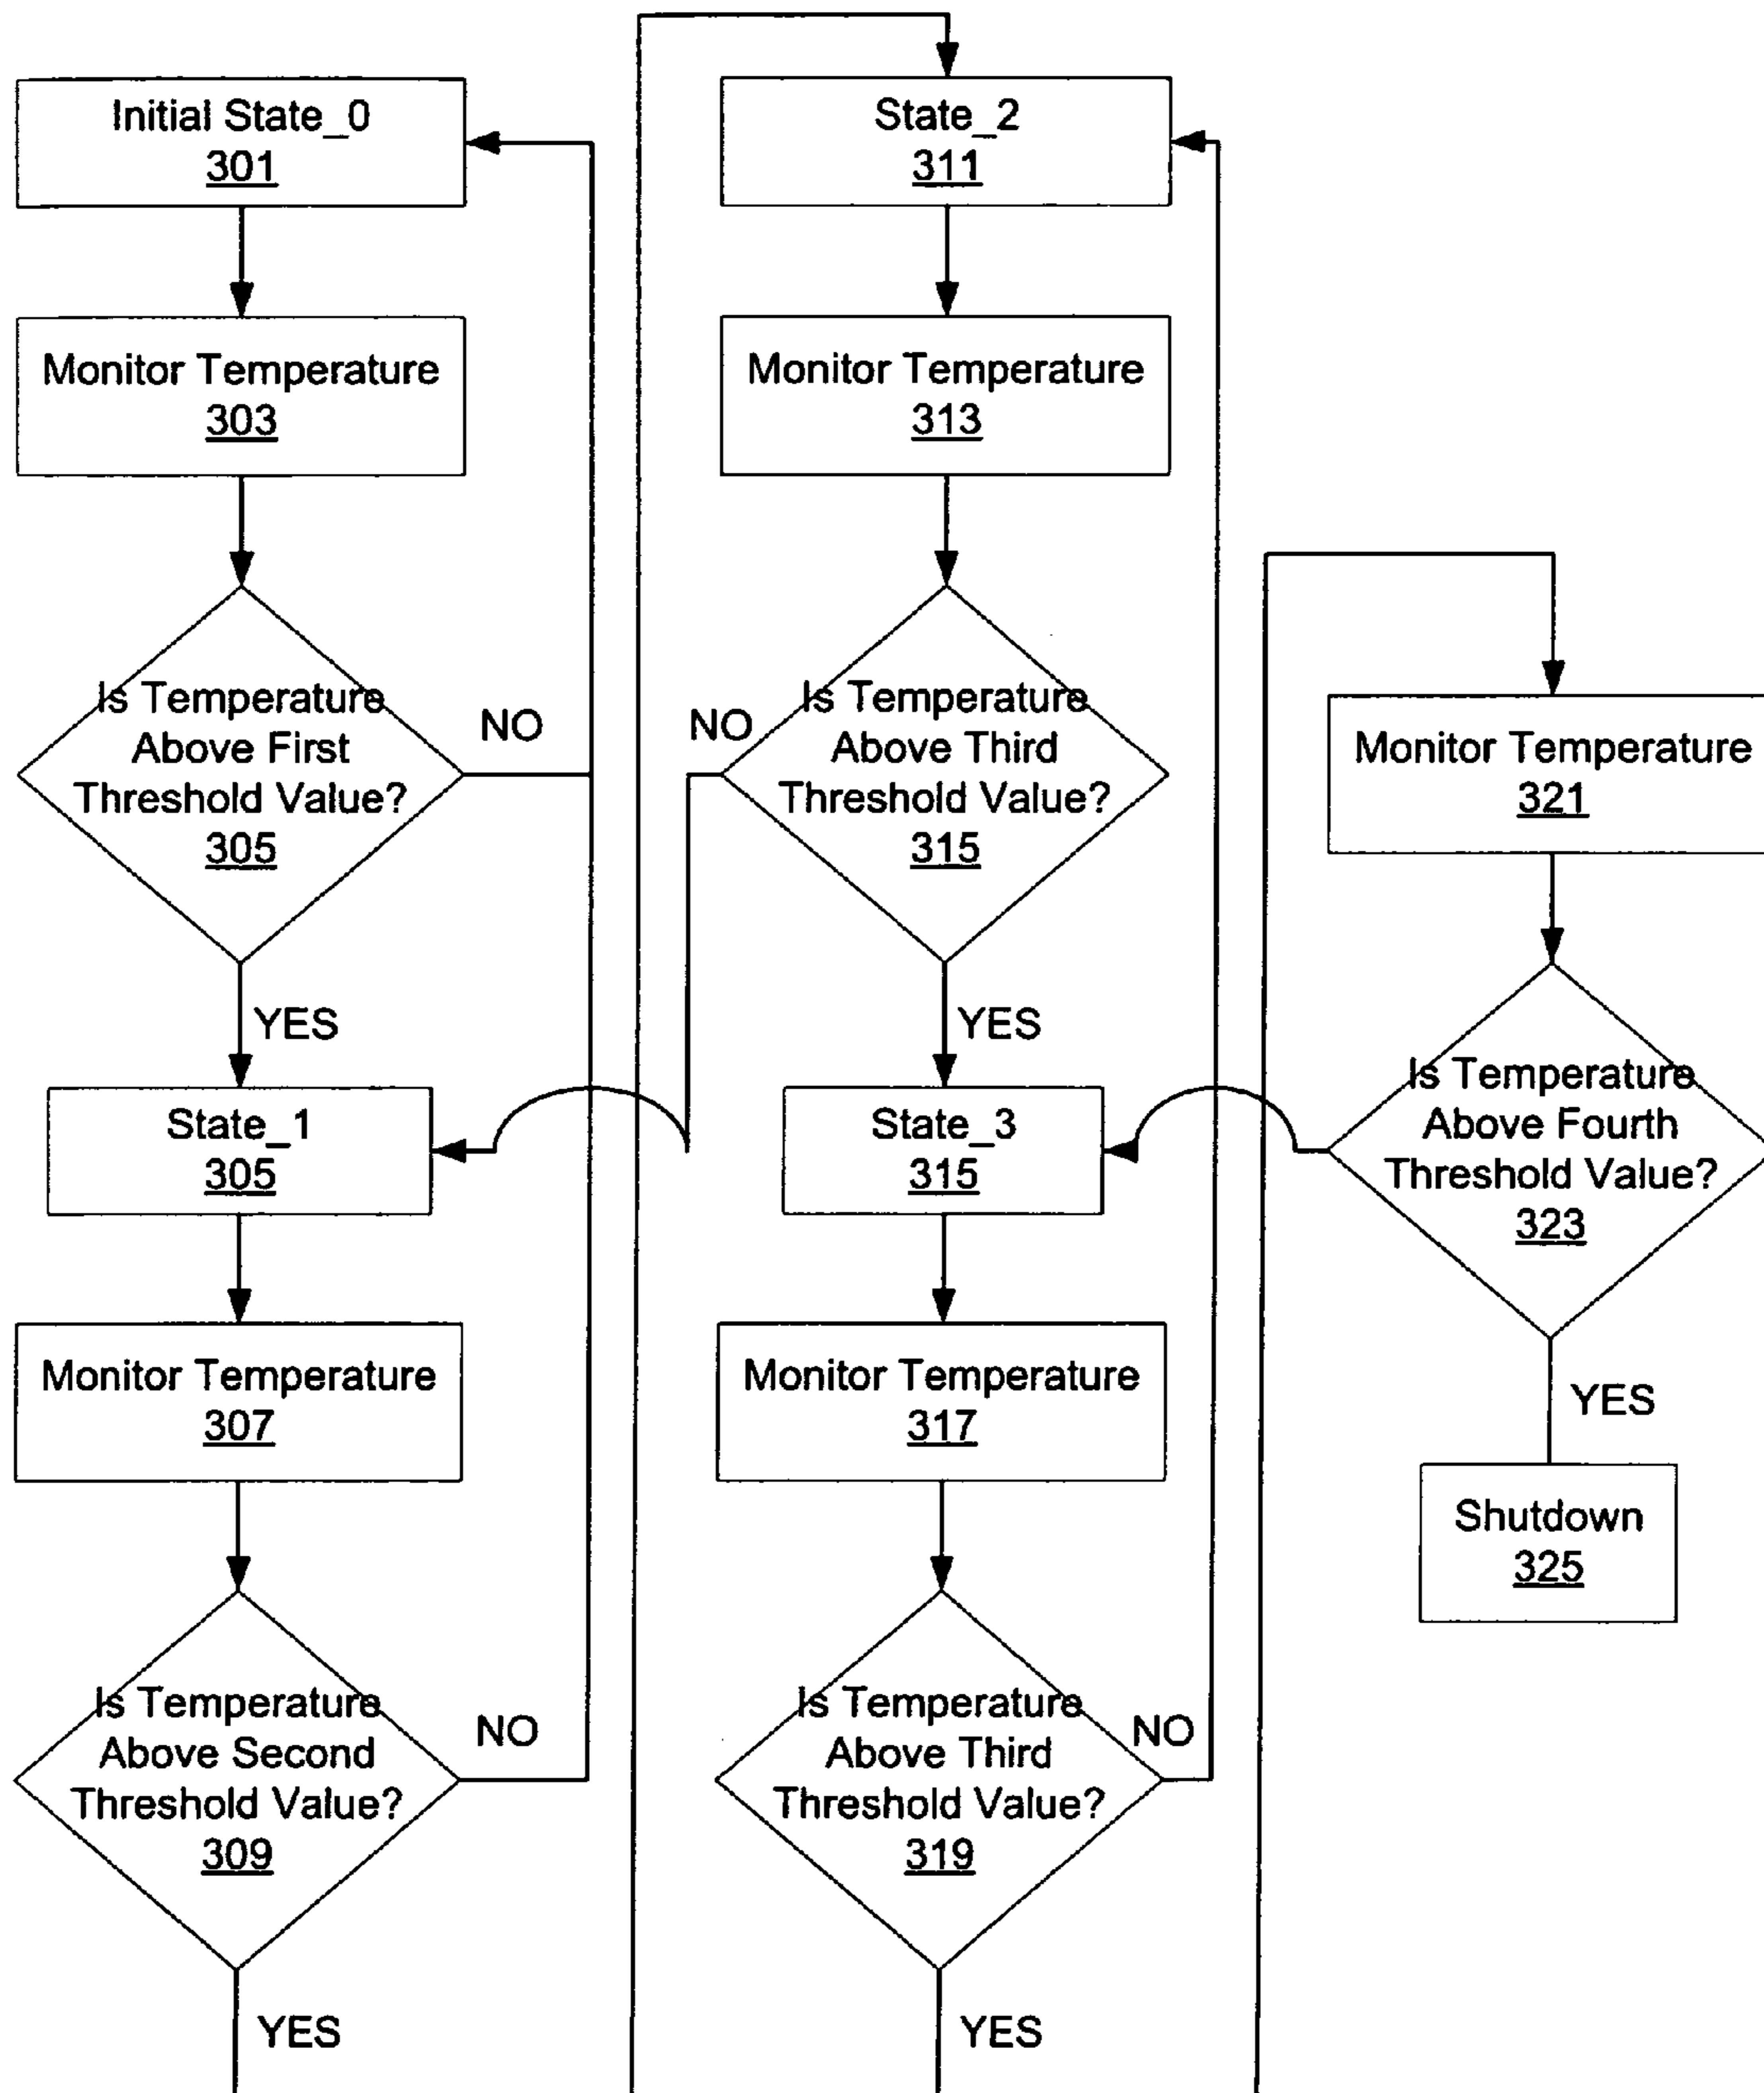 Initial State_0
301
Monitor Temperature
303
Is Temperature
Above First
Threshold Value?
305
NO
YES
State_1
305
Monitor Temperature
307
Is Temperature
Above Second
Threshold Value?
309
NO
YES
State_2
311
Monitor Temperature
313
Is Temperature
Above Third
Threshold Value?
315
NO
YES
State_3
315
Monitor Temperature
317
Is Temperature
Above Third
Threshold Value?
319
NO
YES
Monitor Temperature
321
Is Temperature
Above Fourth
Threshold Value?
323
YES
Shutdown
325